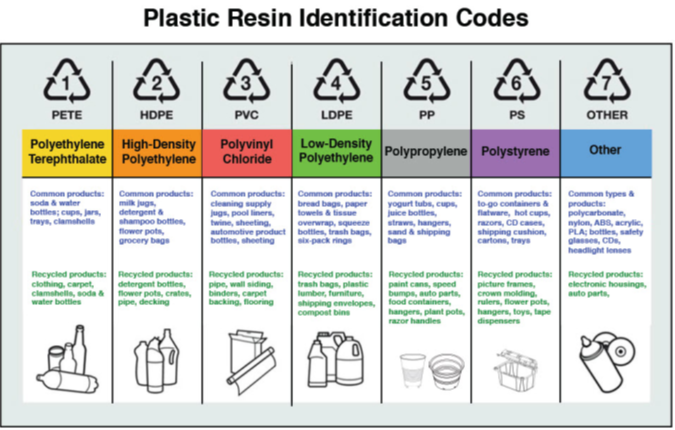 Plastic Resin Identification Codes
1
PETE
Polyethylene
Terephthalate
Common products:
soda & water
bottles; cups, jars,
trays, clamshells
Recycled products:
clothing, carpet,
clamshells, soda &
water bottles
2
HDPE
High-Density
Polyethylene
Common products:
milk jugs,
detergent &
shampoo bottles,
flower pots,
grocery bags
Recycled products:
detergent bottles,
flower pots, crates,
pipe, decking
3
PVC
Polyvinyl
Chloride
Common products:
cleaning supply
jugs, pool liners,
twine, sheeting,
automotive product
bottles, sheeting
Recycled products:
pipe, wall siding,
binders, carpet
backing, flooring
4
LDPE
Low-Density
Polyethylene
Common products:
bread bags, paper
towels & tissue
overwrap, squeeze
bottles, trash bags,
six-pack rings
Recycled products:
trash bags, plastic
lumber, furniture,
shipping envelopes,
compost bins
5
PP
Polypropylene
Common products:
yogurt tubs, cups,
juice bottles,
straws, hangers,
sand & shipping
bags
Recycled products:
paint cans, speed
bumps, auto parts,
food containers,
hangers, plant pots,
razor handles
6
PS
Polystyrene
Common products:
to-go containers &
flatware, hot cups,
razors, CD cases,
shipping cushion,
cartons, trays
Recycled products:
picture frames,
crown molding,
rulers, flower pots,
hangers, toys, tape
dispensers
7
OTHER
Other
Common types &
products:
polycarbonate,
nylon, ABS, acrylic,
PLA; bottles, safety
glasses, CDs,
headlight lenses
Recycled products:
electronic housings,
auto parts,